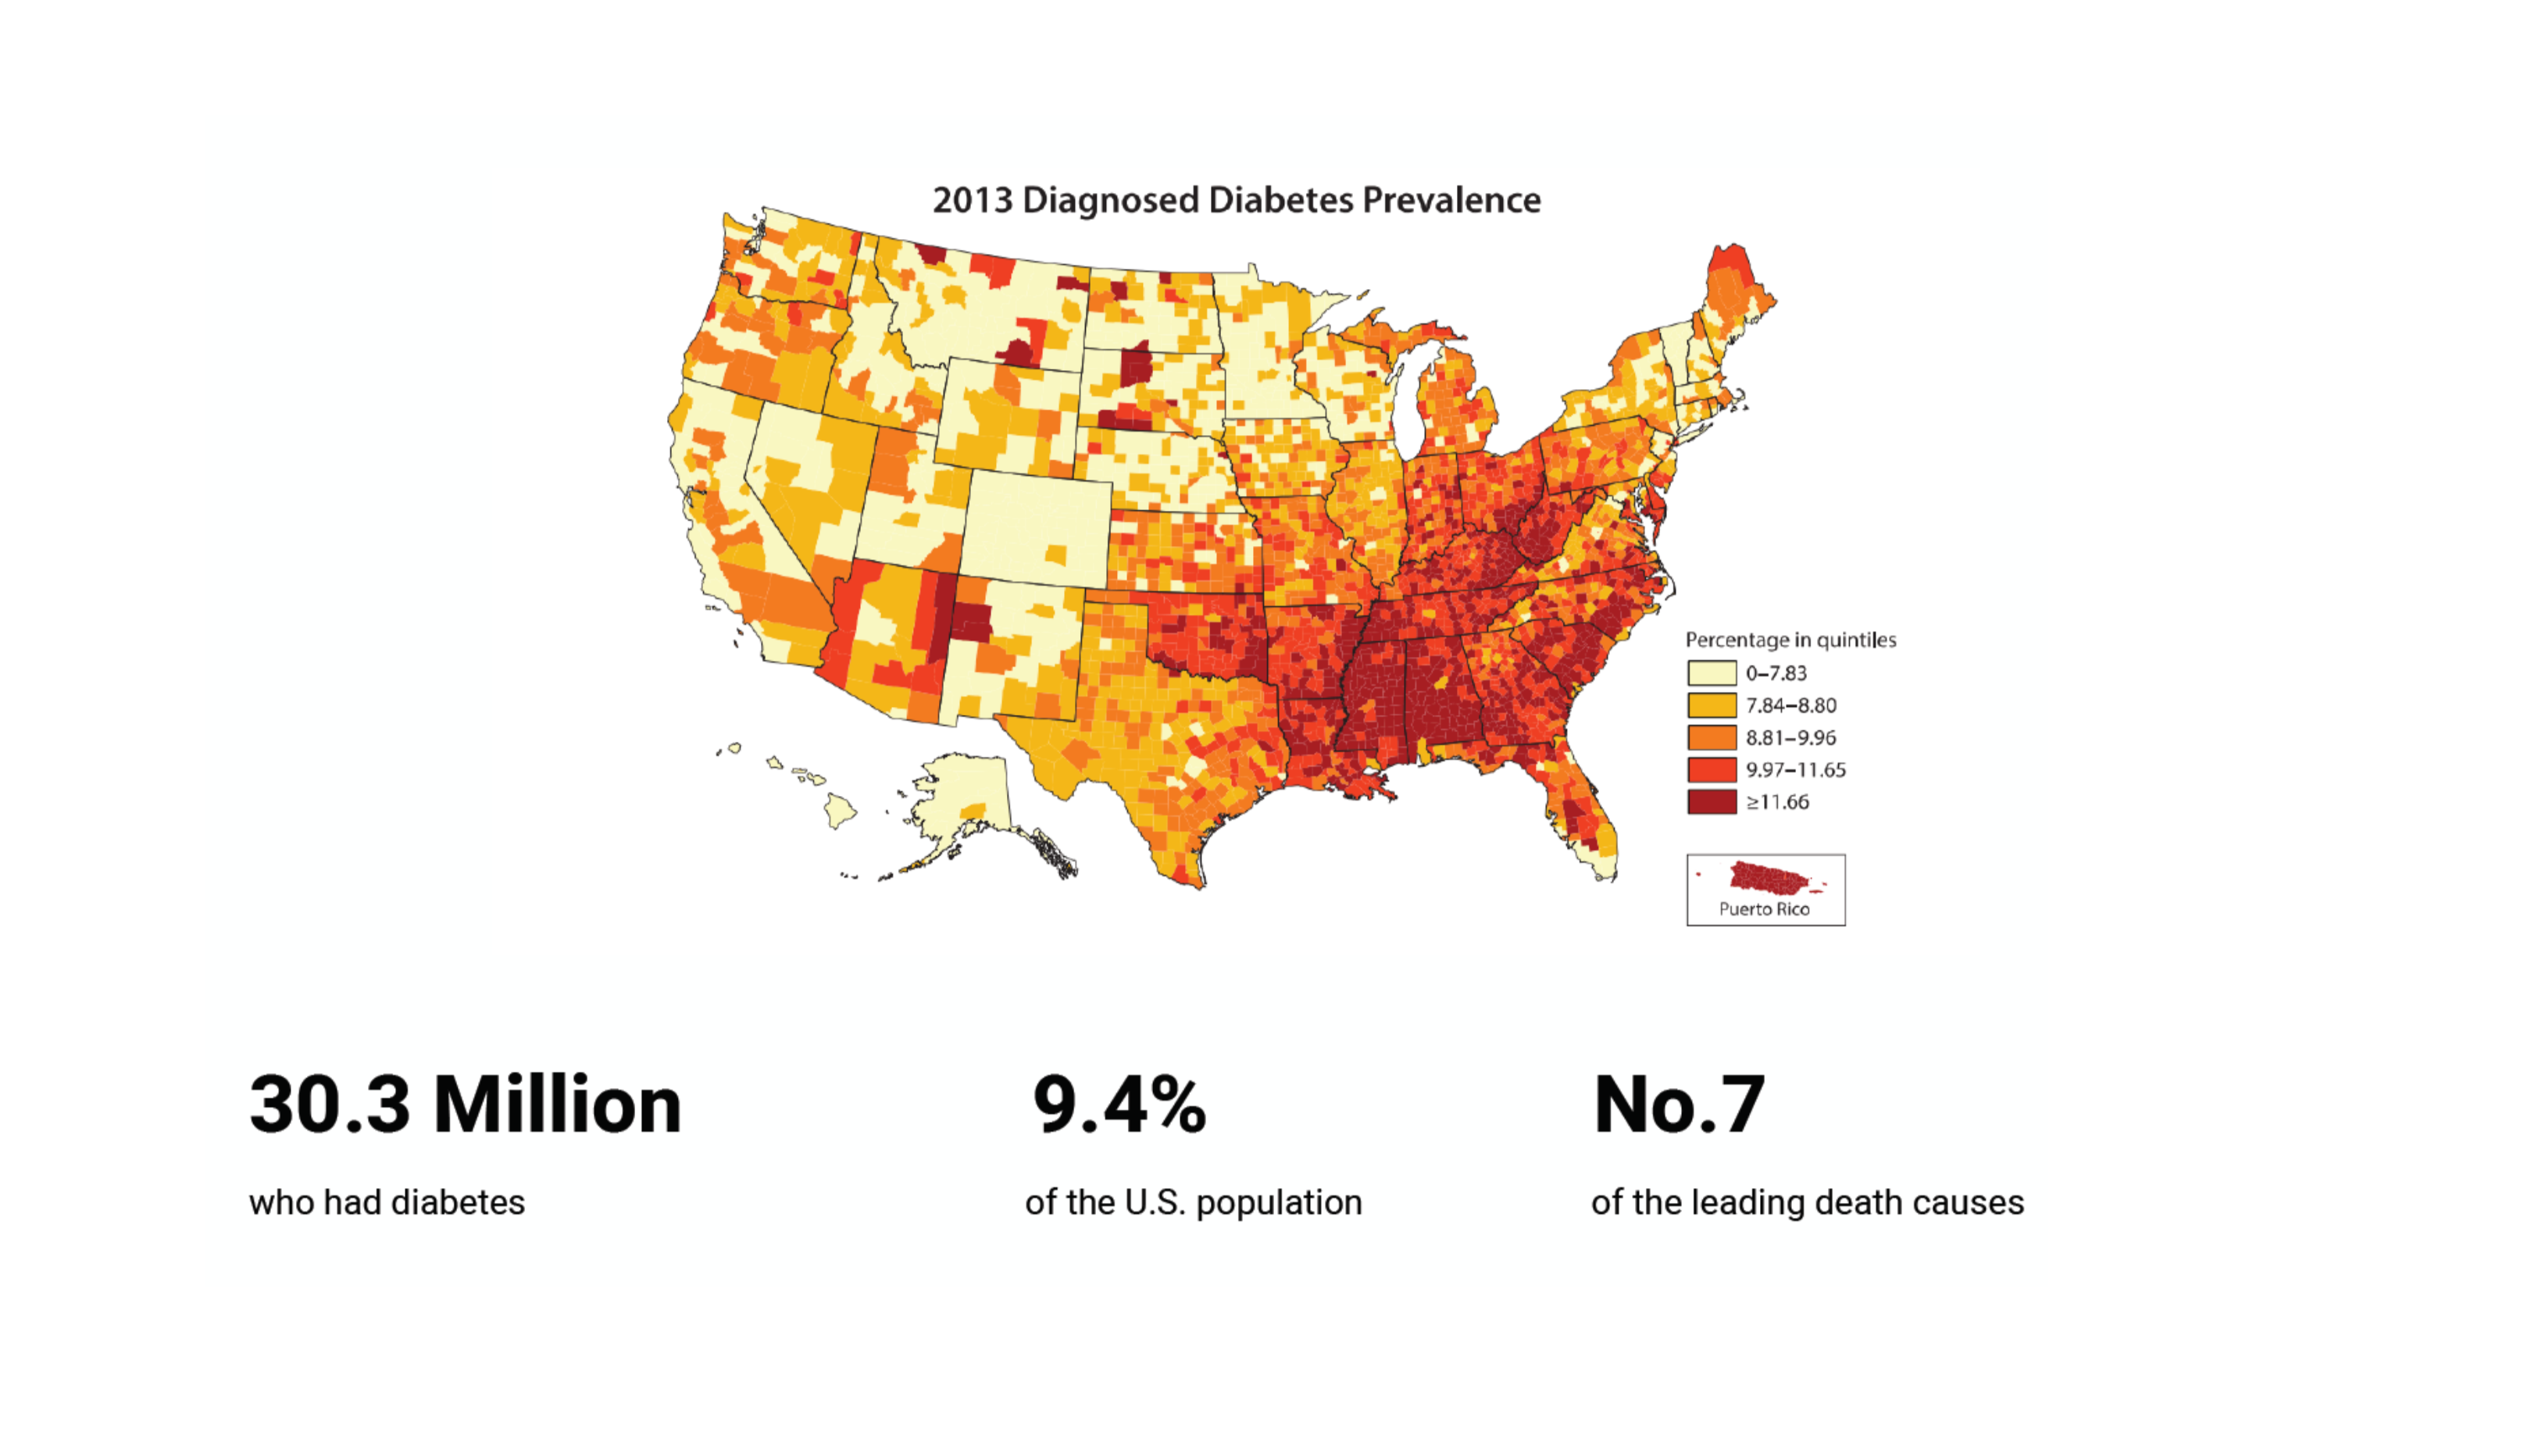 2013 Diagnosed Diabetes Prevalence
Percentage in quintiles
0–7.83
7.84–8.80
8.81–9.96
9.97–11.65
≥11.66
Puerto Rico
30.3 Million
who had diabetes
9.4%
of the U.S. population
No.7
of the leading death causes